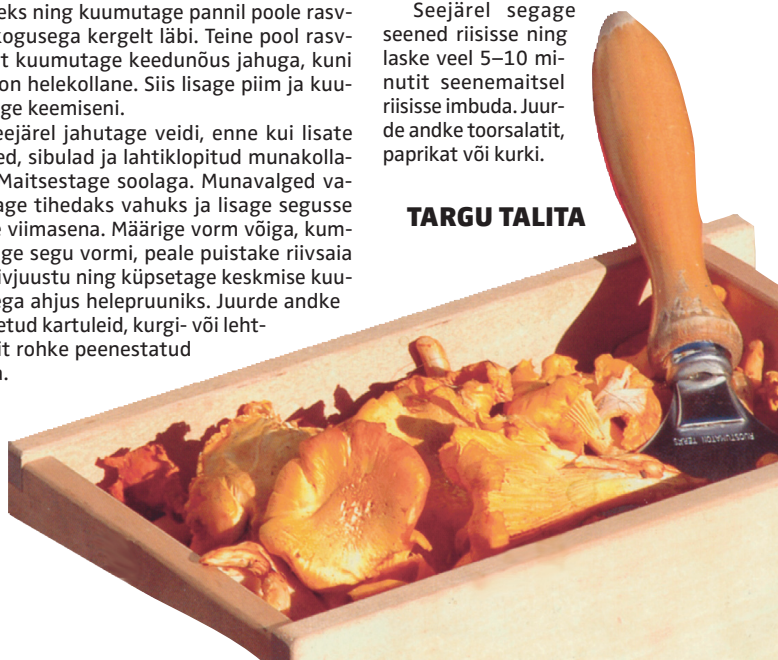 eks ning kuumutage pannil poole rasv-
kogusega kergelt läbi. Teine pool rasv-
t kuumutage keedunõus jahuga, kuni
on helekollane. Siis lisage piim ja kuu-
ge keemiseni.
eejärel jahutage veidi, enne kui lisate
ed, sibulad ja lahtiklopitud munakolla-
Maitsestage soolaga. Munavalged va-
age tihedaks vahuks ja lisage segusse
e viimasena. Määrige vorm võiga, kum-
ge segu vormi, peale puistake riivsaia
ivjuustu ning küpsetage keskmise kuu-
ega ahjus helepruuniks. Juurde andke
etud kartuleid, kurgi- või leht-
it rohke peenestatud
a.
Seejärel segage
seened riisisse ning
laske veel 5–10 mi-
nutit seenemaitsel
riisisse imbuda. Juur-
de andke toorsalatit,
paprikat või kurki.
TARGU TALITA
RUOSTUMATON TERÄS